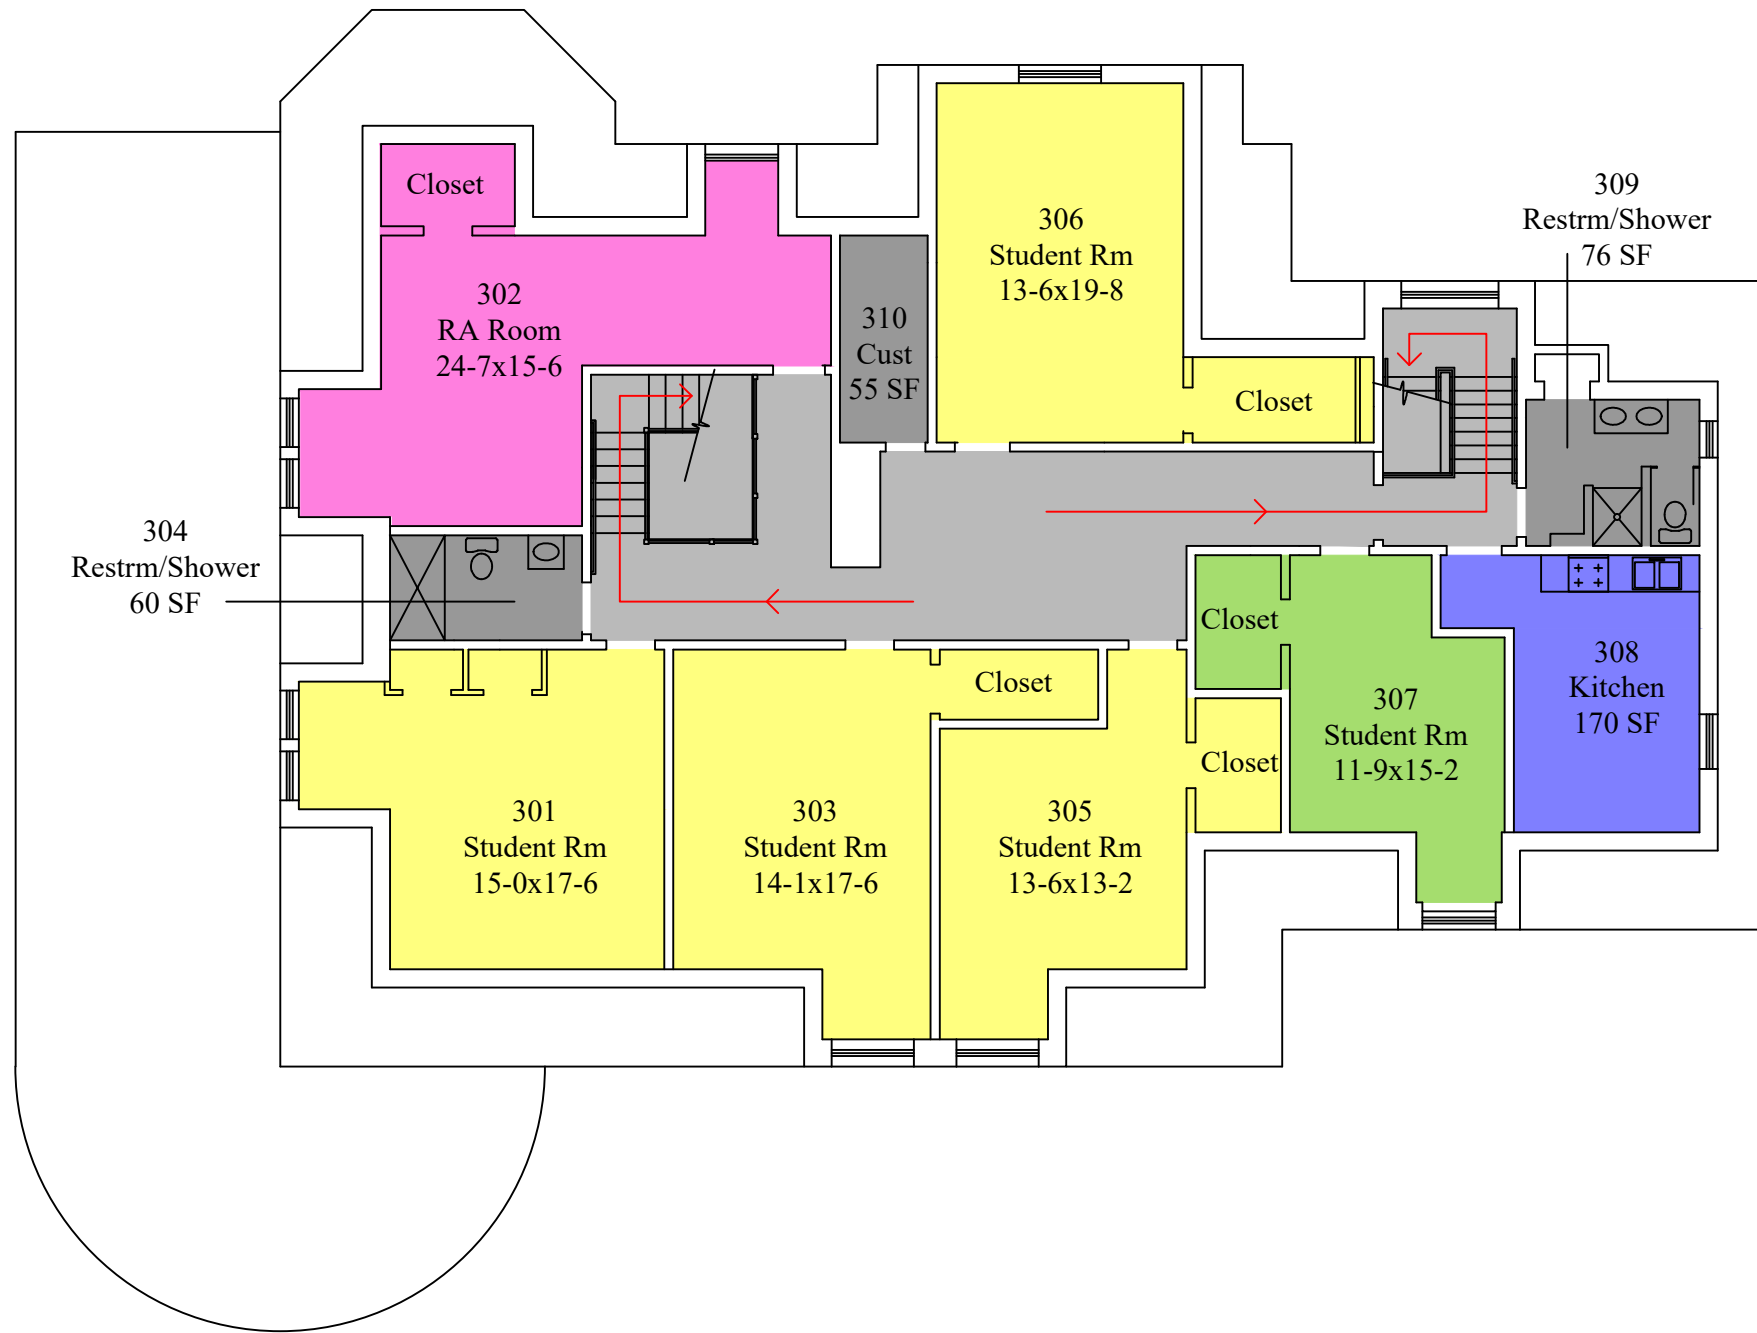 Closet
302
RA Room
24-7x15-6
310
Cust
55 SF
306
Student Rm
13-6x19-8
Closet
309
Restrm/Shower
76 SF
304
Restrm/Shower
60 SF
301
Student Rm
15-0x17-6
303
Student Rm
14-1x17-6
Closet
305
Student Rm
13-6x13-2
Closet
Closet
307
Student Rm
11-9x15-2
308
Kitchen
170 SF